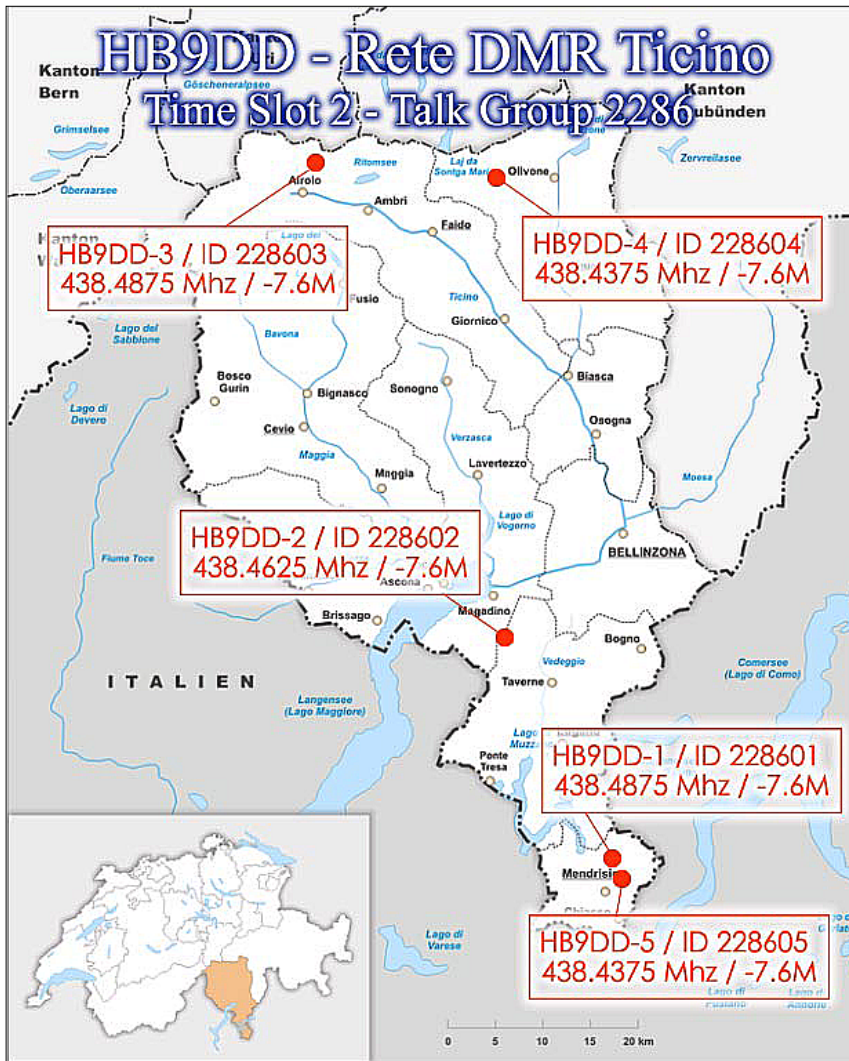 HB9DD - Rete DMR Ticino
Time Slot 2 - Talk Group 2286
Kanton
Bern
Göscheneralpsee
Grimselsee
Oberaarsee
Kanton
Zervreilasee
Ritomsee
Laj da
Sontga Mari
Olivone
Airolo
Ambri
Faido
HB9DD-3 / ID 228603
438.4875 Mhz / -7.6M
HB9DD-4 / ID 228604
438.4375 Mhz / -7.6M
Fusio
Ticino
Giornico
Lago del
Sabbione
Bavona
Bosco
Gurin
Bignasco
Sonogno
Biasca
Lago di
Devero
Cevio
Osogna
Verzasca
Maggia
Lavertezzo
Maggia
Moesa
Lago di
Vogorno
HB9DD-2 / ID 228602
438.4625 Mhz / -7.6M
BELLINZONA
Fiume Toce
Ascona
Magadino
Brissago
Bogno
Vedeggio
Comersee
(Lago di Como)
ITALIEN
Taverne
Langensee
(Lago Maggiore)
Ponte
Tresa
HB9DD-1 / ID 228601
438.4875 Mhz / -7.6M
Mendrisi
HB9DD-5 / ID 228605
438.4375 Mhz / -7.6M
Lago di
Varese
Lago di
0 5 10 15 20 km